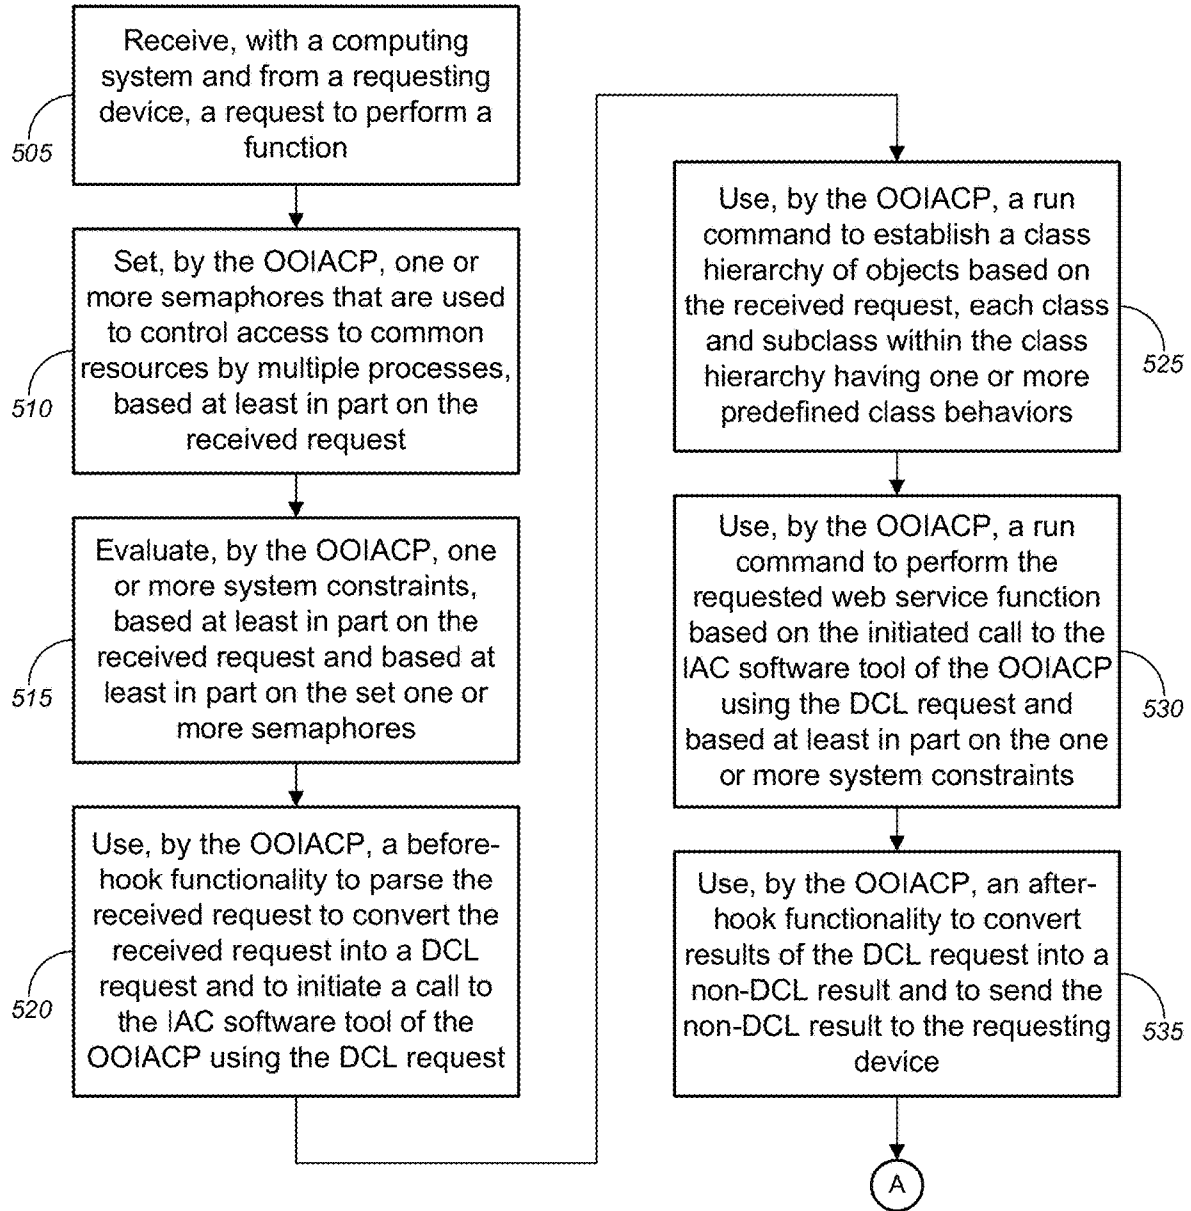 Receive, with a computing
system and from a requesting
device, a request to perform a
function
505
Set, by the OOIACP, one or
more semaphores that are used
to control access to common
resources by multiple processes,
based at least in part on the
received request
510
Evaluate, by the OOIACP, one
or more system constraints,
based at least in part on the
received request and based at
least in part on the set one or
more semaphores
515
Use, by the OOIACP, a before-
hook functionality to parse the
received request to convert the
received request into a DCL
request and to initiate a call to
the IAC software tool of the
OOIACP using the DCL request
520
Use, by the OOIACP, a run
command to establish a class
hierarchy of objects based on
the received request, each class
and subclass within the class
hierarchy having one or more
predefined class behaviors
525
Use, by the OOIACP, a run
command to perform the
requested web service function
based on the initiated call to the
IAC software tool of the OOIACP
using the DCL request and
based at least in part on the one
or more system constraints
530
Use, by the OOIACP, an after-
hook functionality to convert
results of the DCL request into a
non-DCL result and to send the
non-DCL result to the requesting
device
535
A